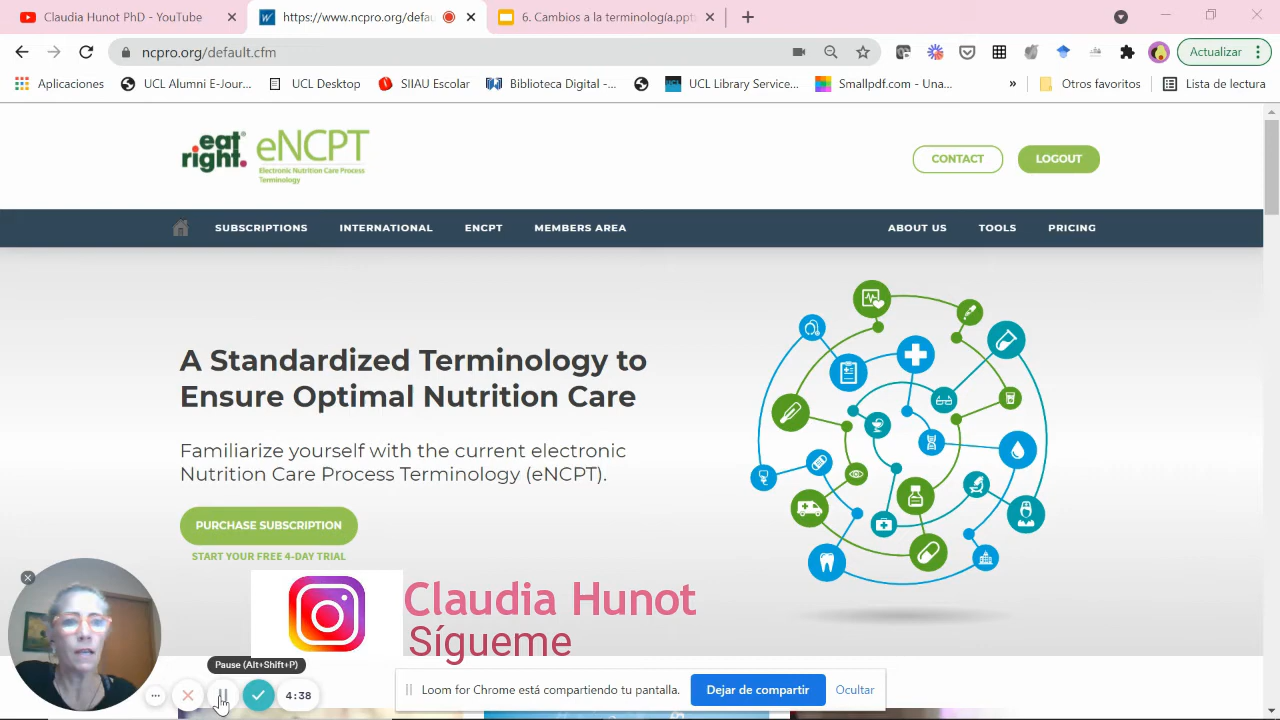 Claudia Hunot PhD - YouTube
https://www.ncpro.org/defau
6. Cambios a la terminología.ppt
ncpro.org/default.cfm
Actualizar
Aplicaciones
UCL Alumni E-Jour...
UCL Desktop
SIIAU Escolar
Biblioteca Digital -...
UCL Library Service...
Smallpdf.com - Una...
»
Otros favoritos
Lista de lectura
eat right.
eNCPT
Electronic Nutrition Care Process
Terminology
CONTACT
LOGOUT
SUBSCRIPTIONS
INTERNATIONAL
ENCPT
MEMBERS AREA
ABOUT US
TOOLS
PRICING
A Standardized Terminology to
Ensure Optimal Nutrition Care
Familiarize yourself with the current electronic
Nutrition Care Process Terminology (eNCPT).
PURCHASE SUBSCRIPTION
START YOUR FREE 4-DAY TRIAL
Claudia Hunot
Sígueme
Pause (Alt+Shift+P)
4:38
Loom for Chrome está compartiendo tu pantalla.
Dejar de compartir
Ocultar